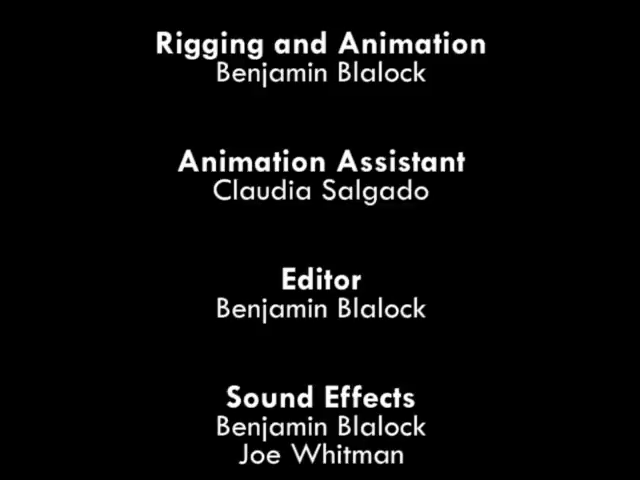 Rigging and Animation
Benjamin Blalock
Animation Assistant
Claudia Salgado
Editor
Benjamin Blalock
Sound Effects
Benjamin Blalock
Joe Whitman